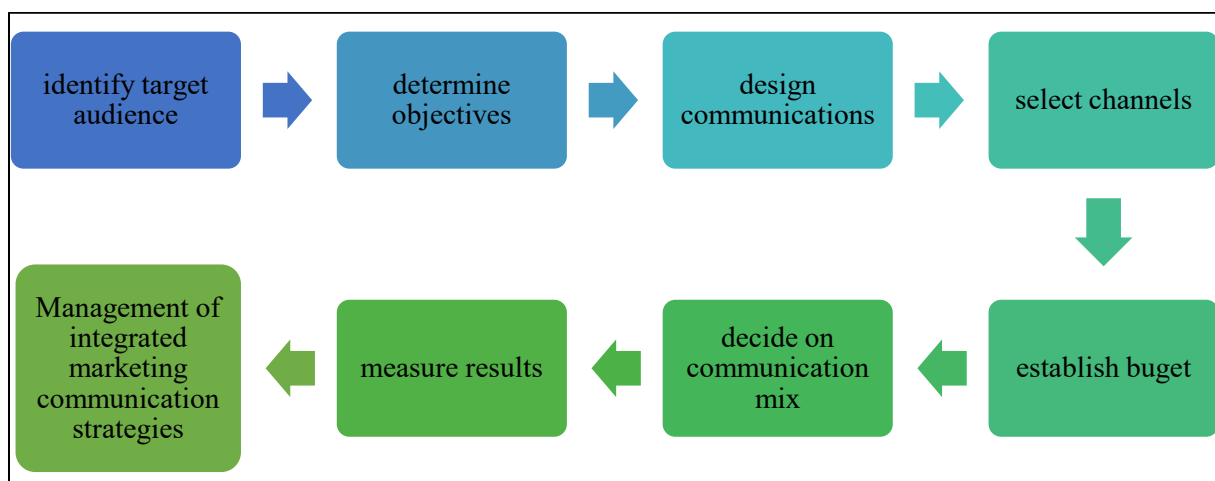 identify target
audience
determine
objectives
design
communications
select channels
establish buget
decide on
communication
mix
measure results
Management of
integrated
marketing
communication
strategies